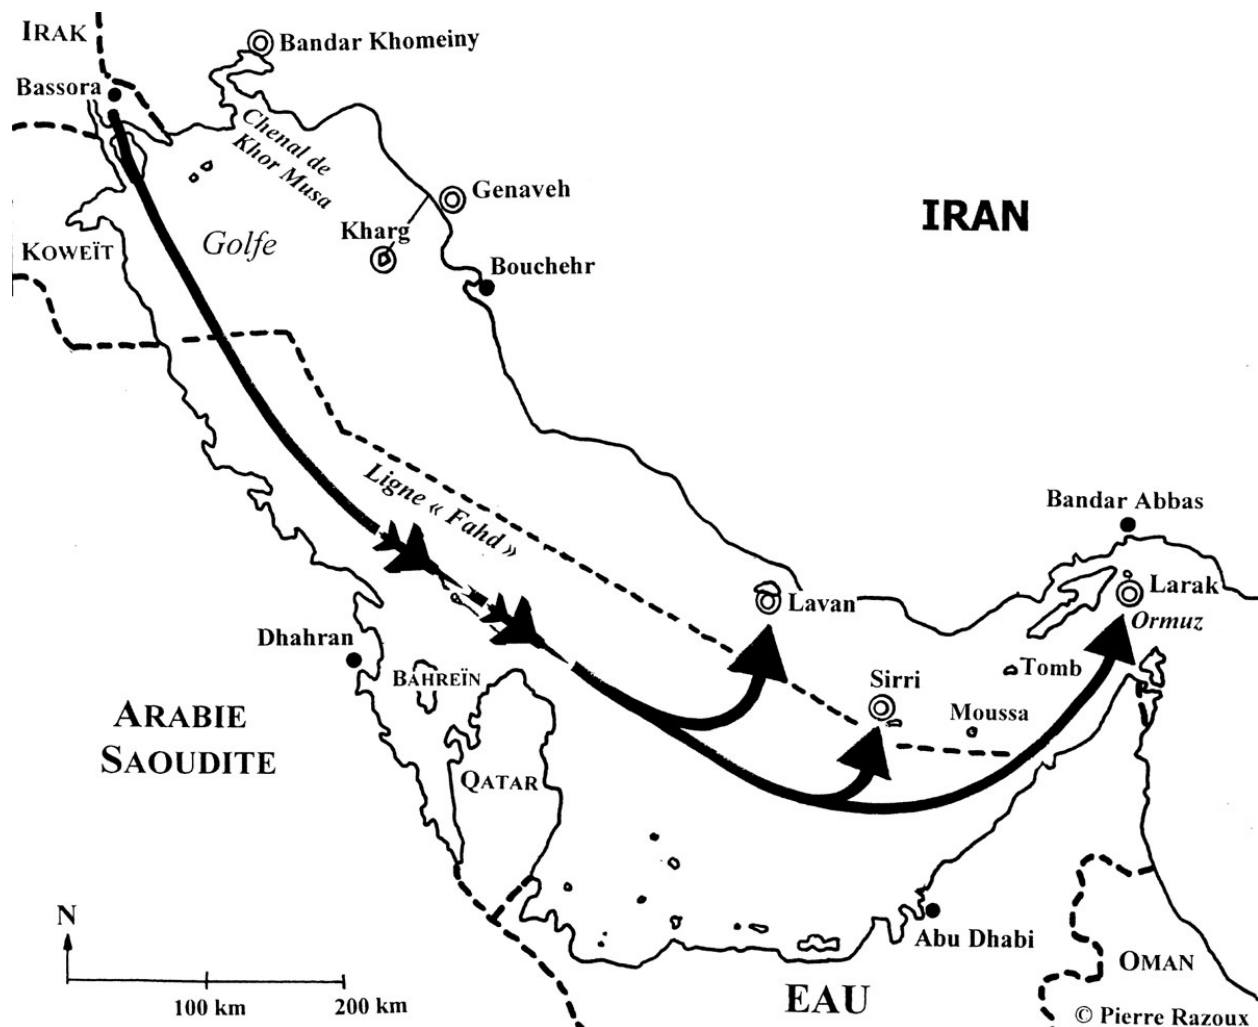 IRAK
Bandar Khomeiny
Bassora
Chenal de
Khor Musa
Genaveh
IRAN
Kharg
KOWEÏT
Golfe
Bouchehr
Ligne « Fahd »
Bandar Abbas
Lavan
Larak
Ormuz
Dhahran
BAHREÏN
Tomb
Sirri
Moussa
ARABIE
SAOUDITE
QATAR
N
Abu Dhabi
OMAN
100 km
200 km
EAU
© Pierre Razoux